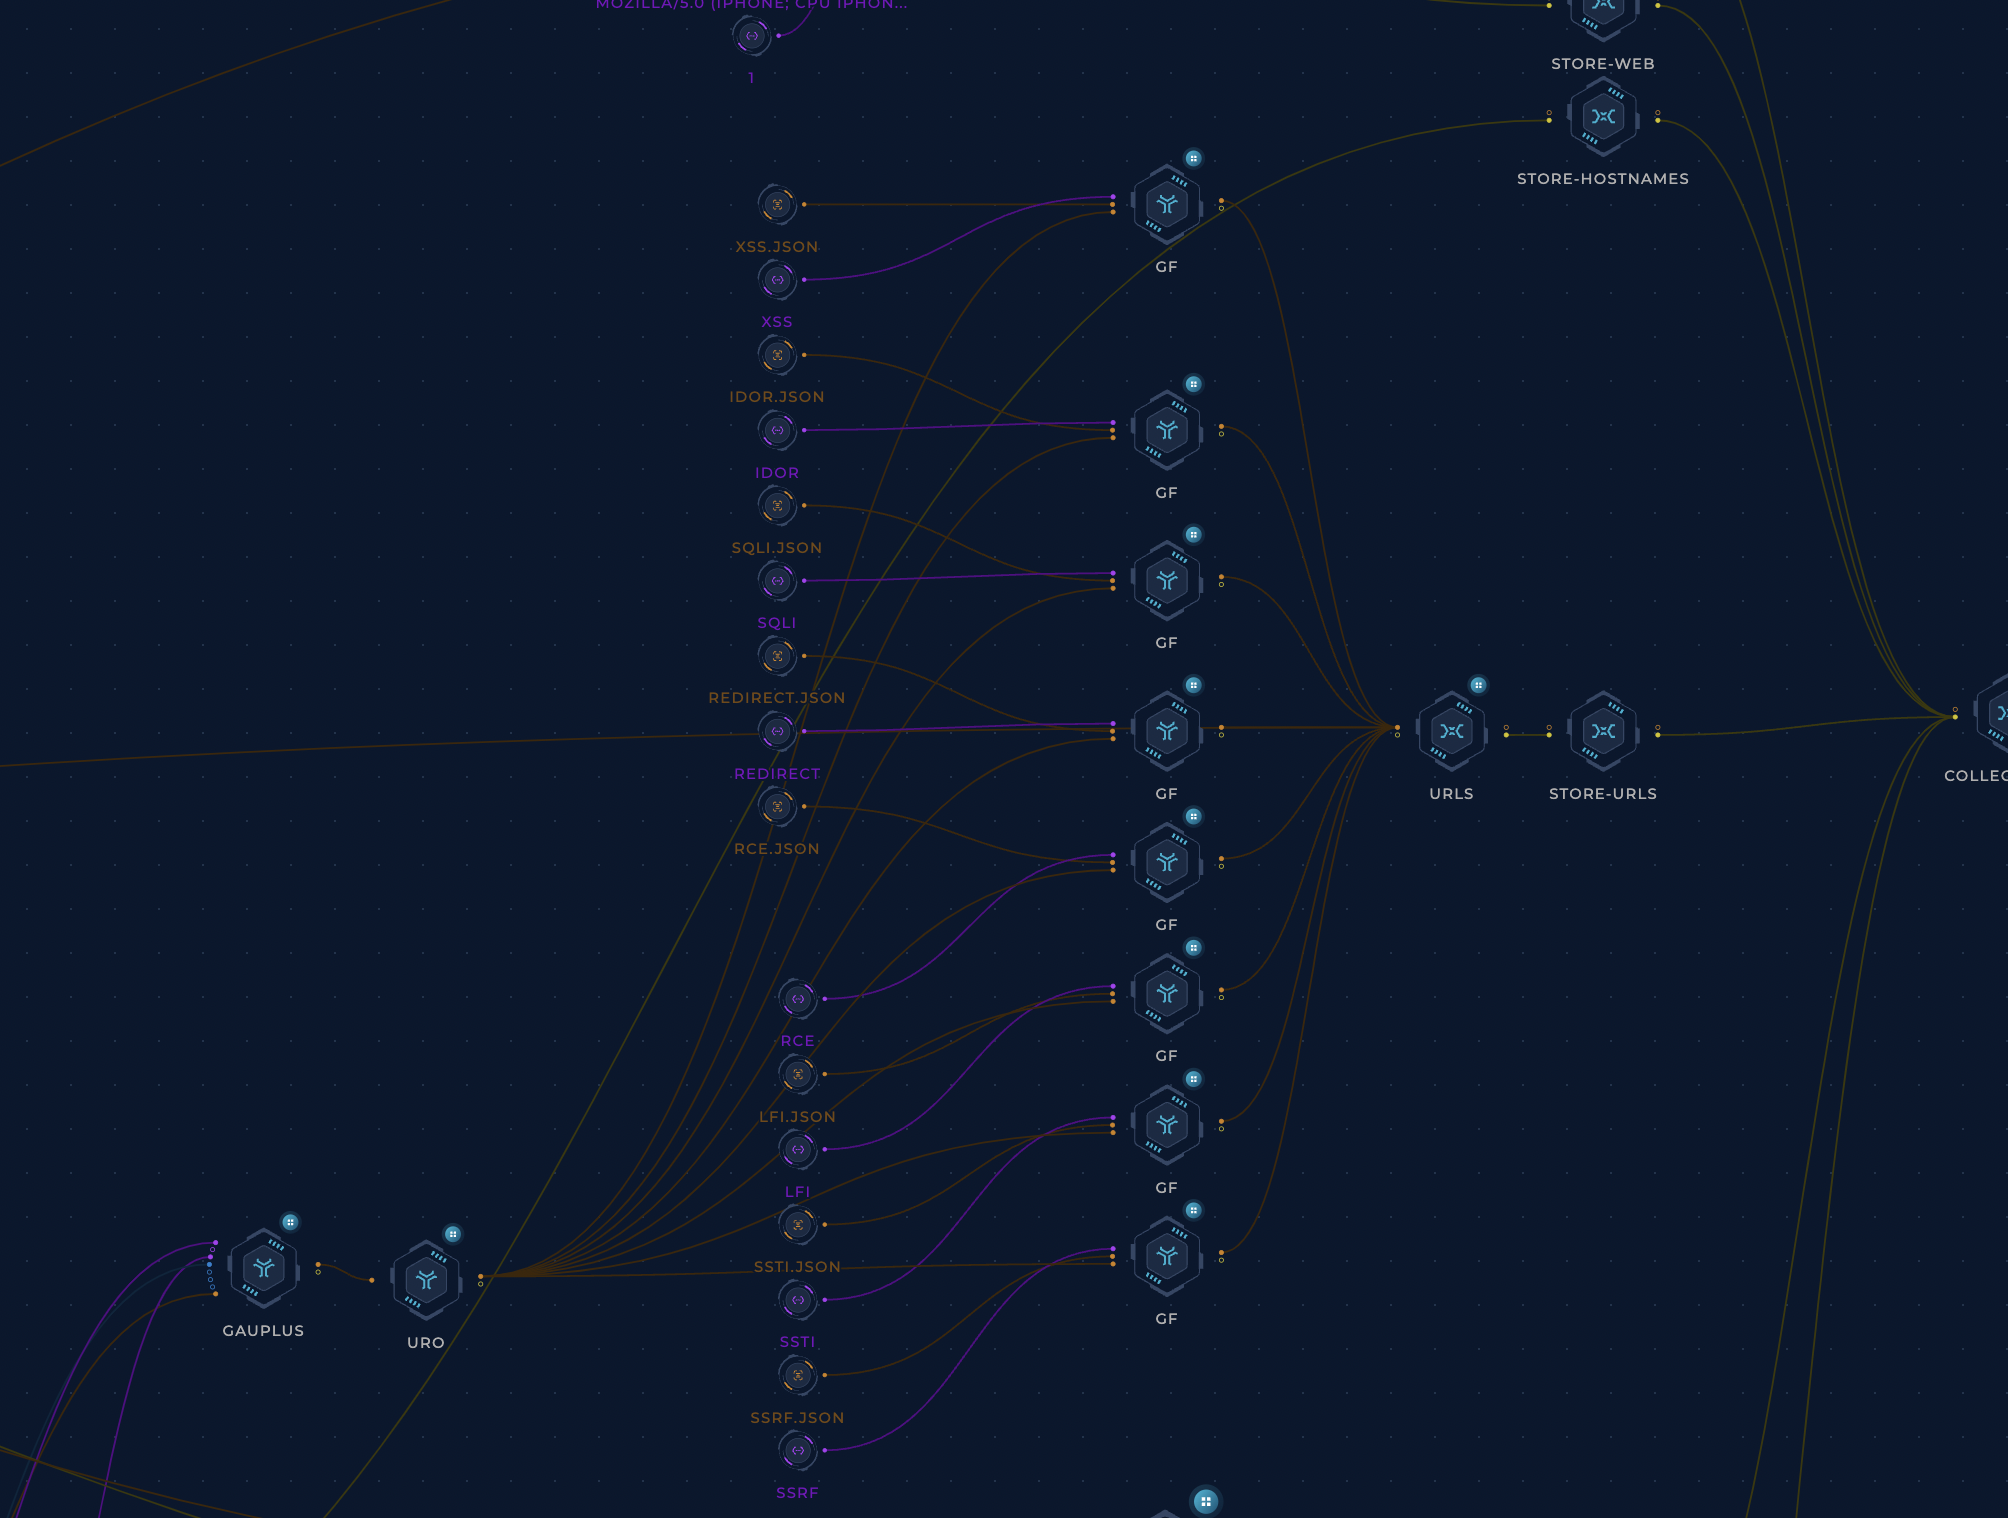 MOZILLA/5.0 (IPHONE; CPU IPHON...
1
STORE-WEB
STORE-HOSTNAMES
XSS.JSON
GF
XSS
IDOR.JSON
IDOR
GF
SQLI.JSON
SQLI
GF
REDIRECT.JSON
REDIRECT
GF
URLS
STORE-URLS
COLLEC
RCE.JSON
GF
RCE
GF
LFI.JSON
LFI
GF
SSTI.JSON
GAUPLUS
URO
SSTI
GF
SSRF.JSON
SSRF